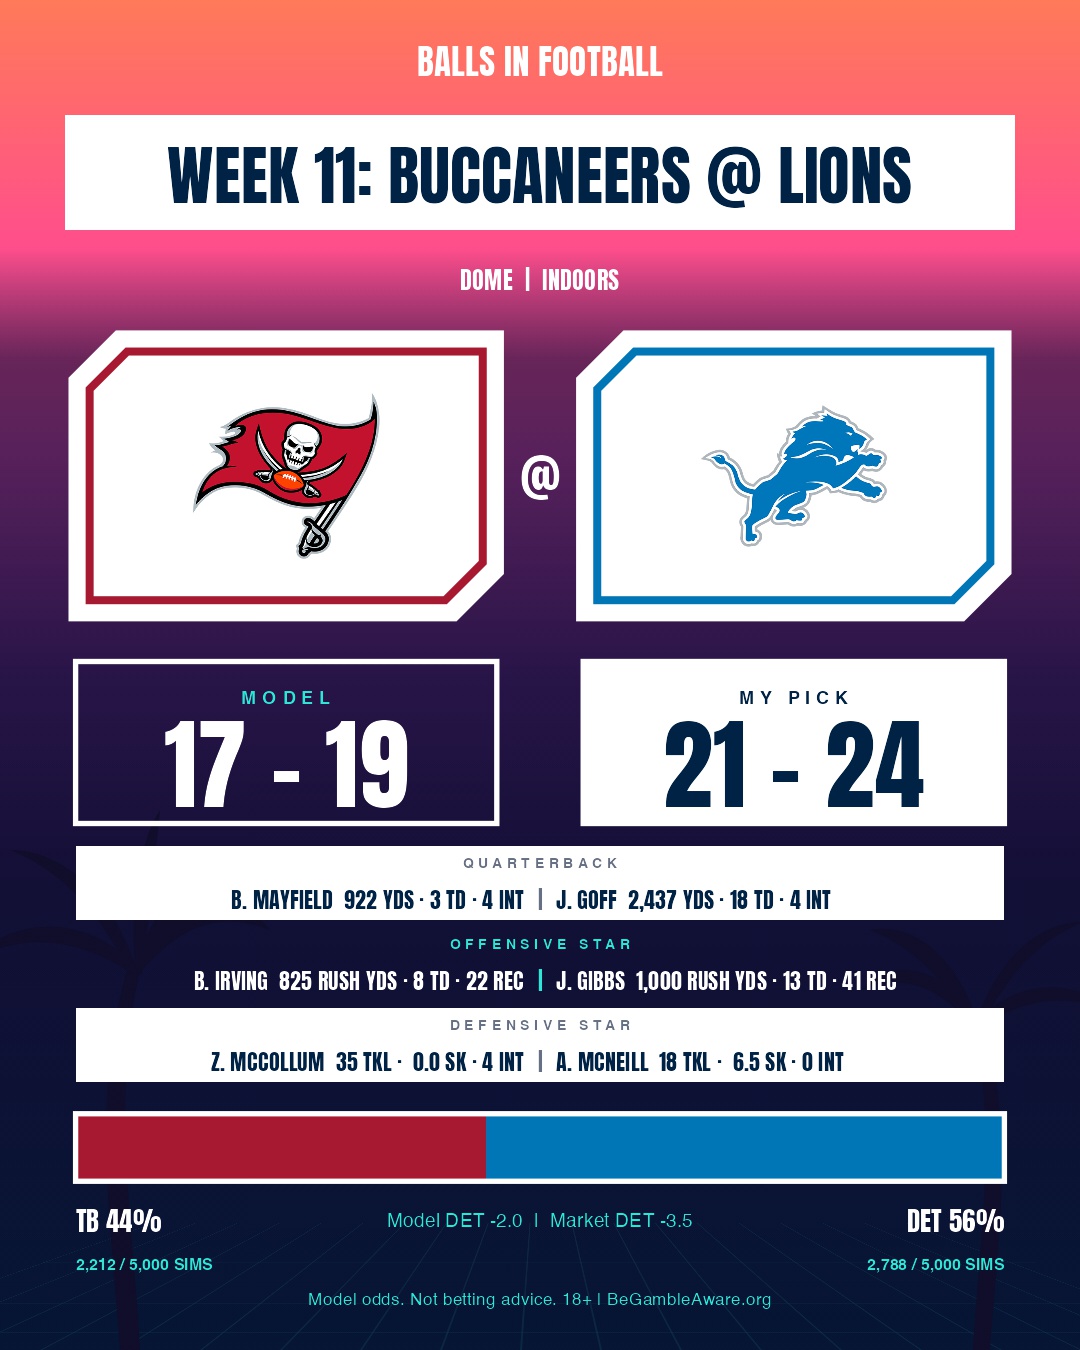 BALLS IN FOOTBALL
WEEK 11: BUCCANEERS @ LIONS
DOME | INDOORS
@
MODEL
17 - 19
MY PICK
21 - 24
QUARTERBACK
B. MAYFIELD 922 YDS · 3 TD · 4 INT | J. GOFF 2,437 YDS · 18 TD · 4 INT
OFFENSIVE STAR
B. IRVING 825 RUSH YDS · 8 TD · 22 REC | J. GIBBS 1,000 RUSH YDS · 13 TD · 41 REC
DEFENSIVE STAR
Z. MCCOLLUM 35 TKL · 0.0 SK · 4 INT | A. MCNEILL 18 TKL · 6.5 SK · 0 INT
TB 44%
Model DET -2.0 | Market DET -3.5
DET 56%
2,212 / 5,000 SIMS
2,788 / 5,000 SIMS
Model odds. Not betting advice. 18+ | BeGambleAware.org